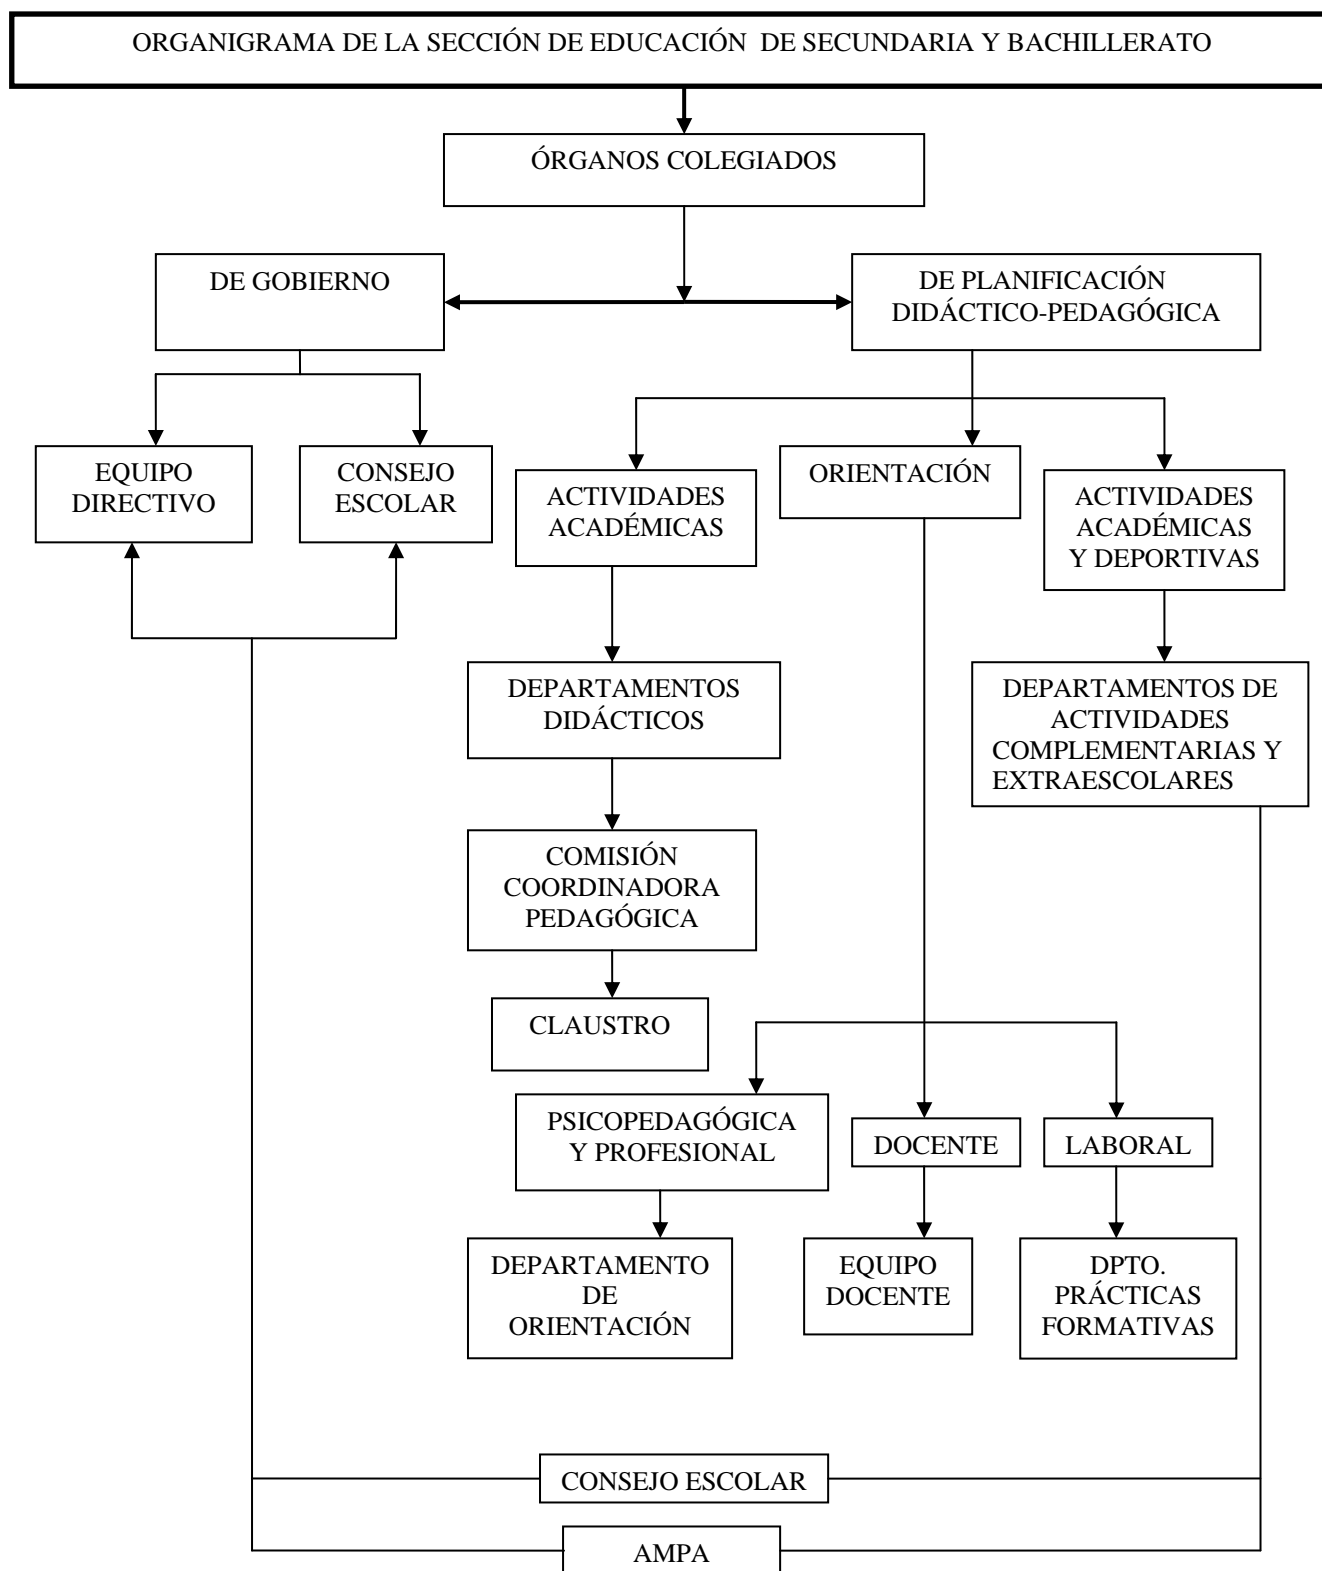 ORGANIGRAMA DE LA SECCIÓN DE EDUCACIÓN DE SECUNDARIA Y BACHILLERATO
ÓRGANOS COLEGIADOS
DE GOBIERNO
DE PLANIFICACIÓN
DIDÁCTICO-PEDAGÓGICA
EQUIPO
DIRECTIVO
CONSEJO
ESCOLAR
ACTIVIDADES
ACADÉMICAS
ORIENTACIÓN
ACTIVIDADES
ACADÉMICAS
Y DEPORTIVAS
DEPARTAMENTOS
DIDÁCTICOS
DEPARTAMENTOS DE
ACTIVIDADES
COMPLEMENTARIAS Y
EXTRAESCOLARES
COMISIÓN
COORDINADORA
PEDAGÓGICA
CLAUSTRO
PSICOPEDAGÓGICA
Y PROFESIONAL
DOCENTE
LABORAL
DEPARTAMENTO
DE
ORIENTACIÓN
EQUIPO
DOCENTE
DPTO.
PRÁCTICAS
FORMATIVAS
CONSEJO ESCOLAR
AMPA